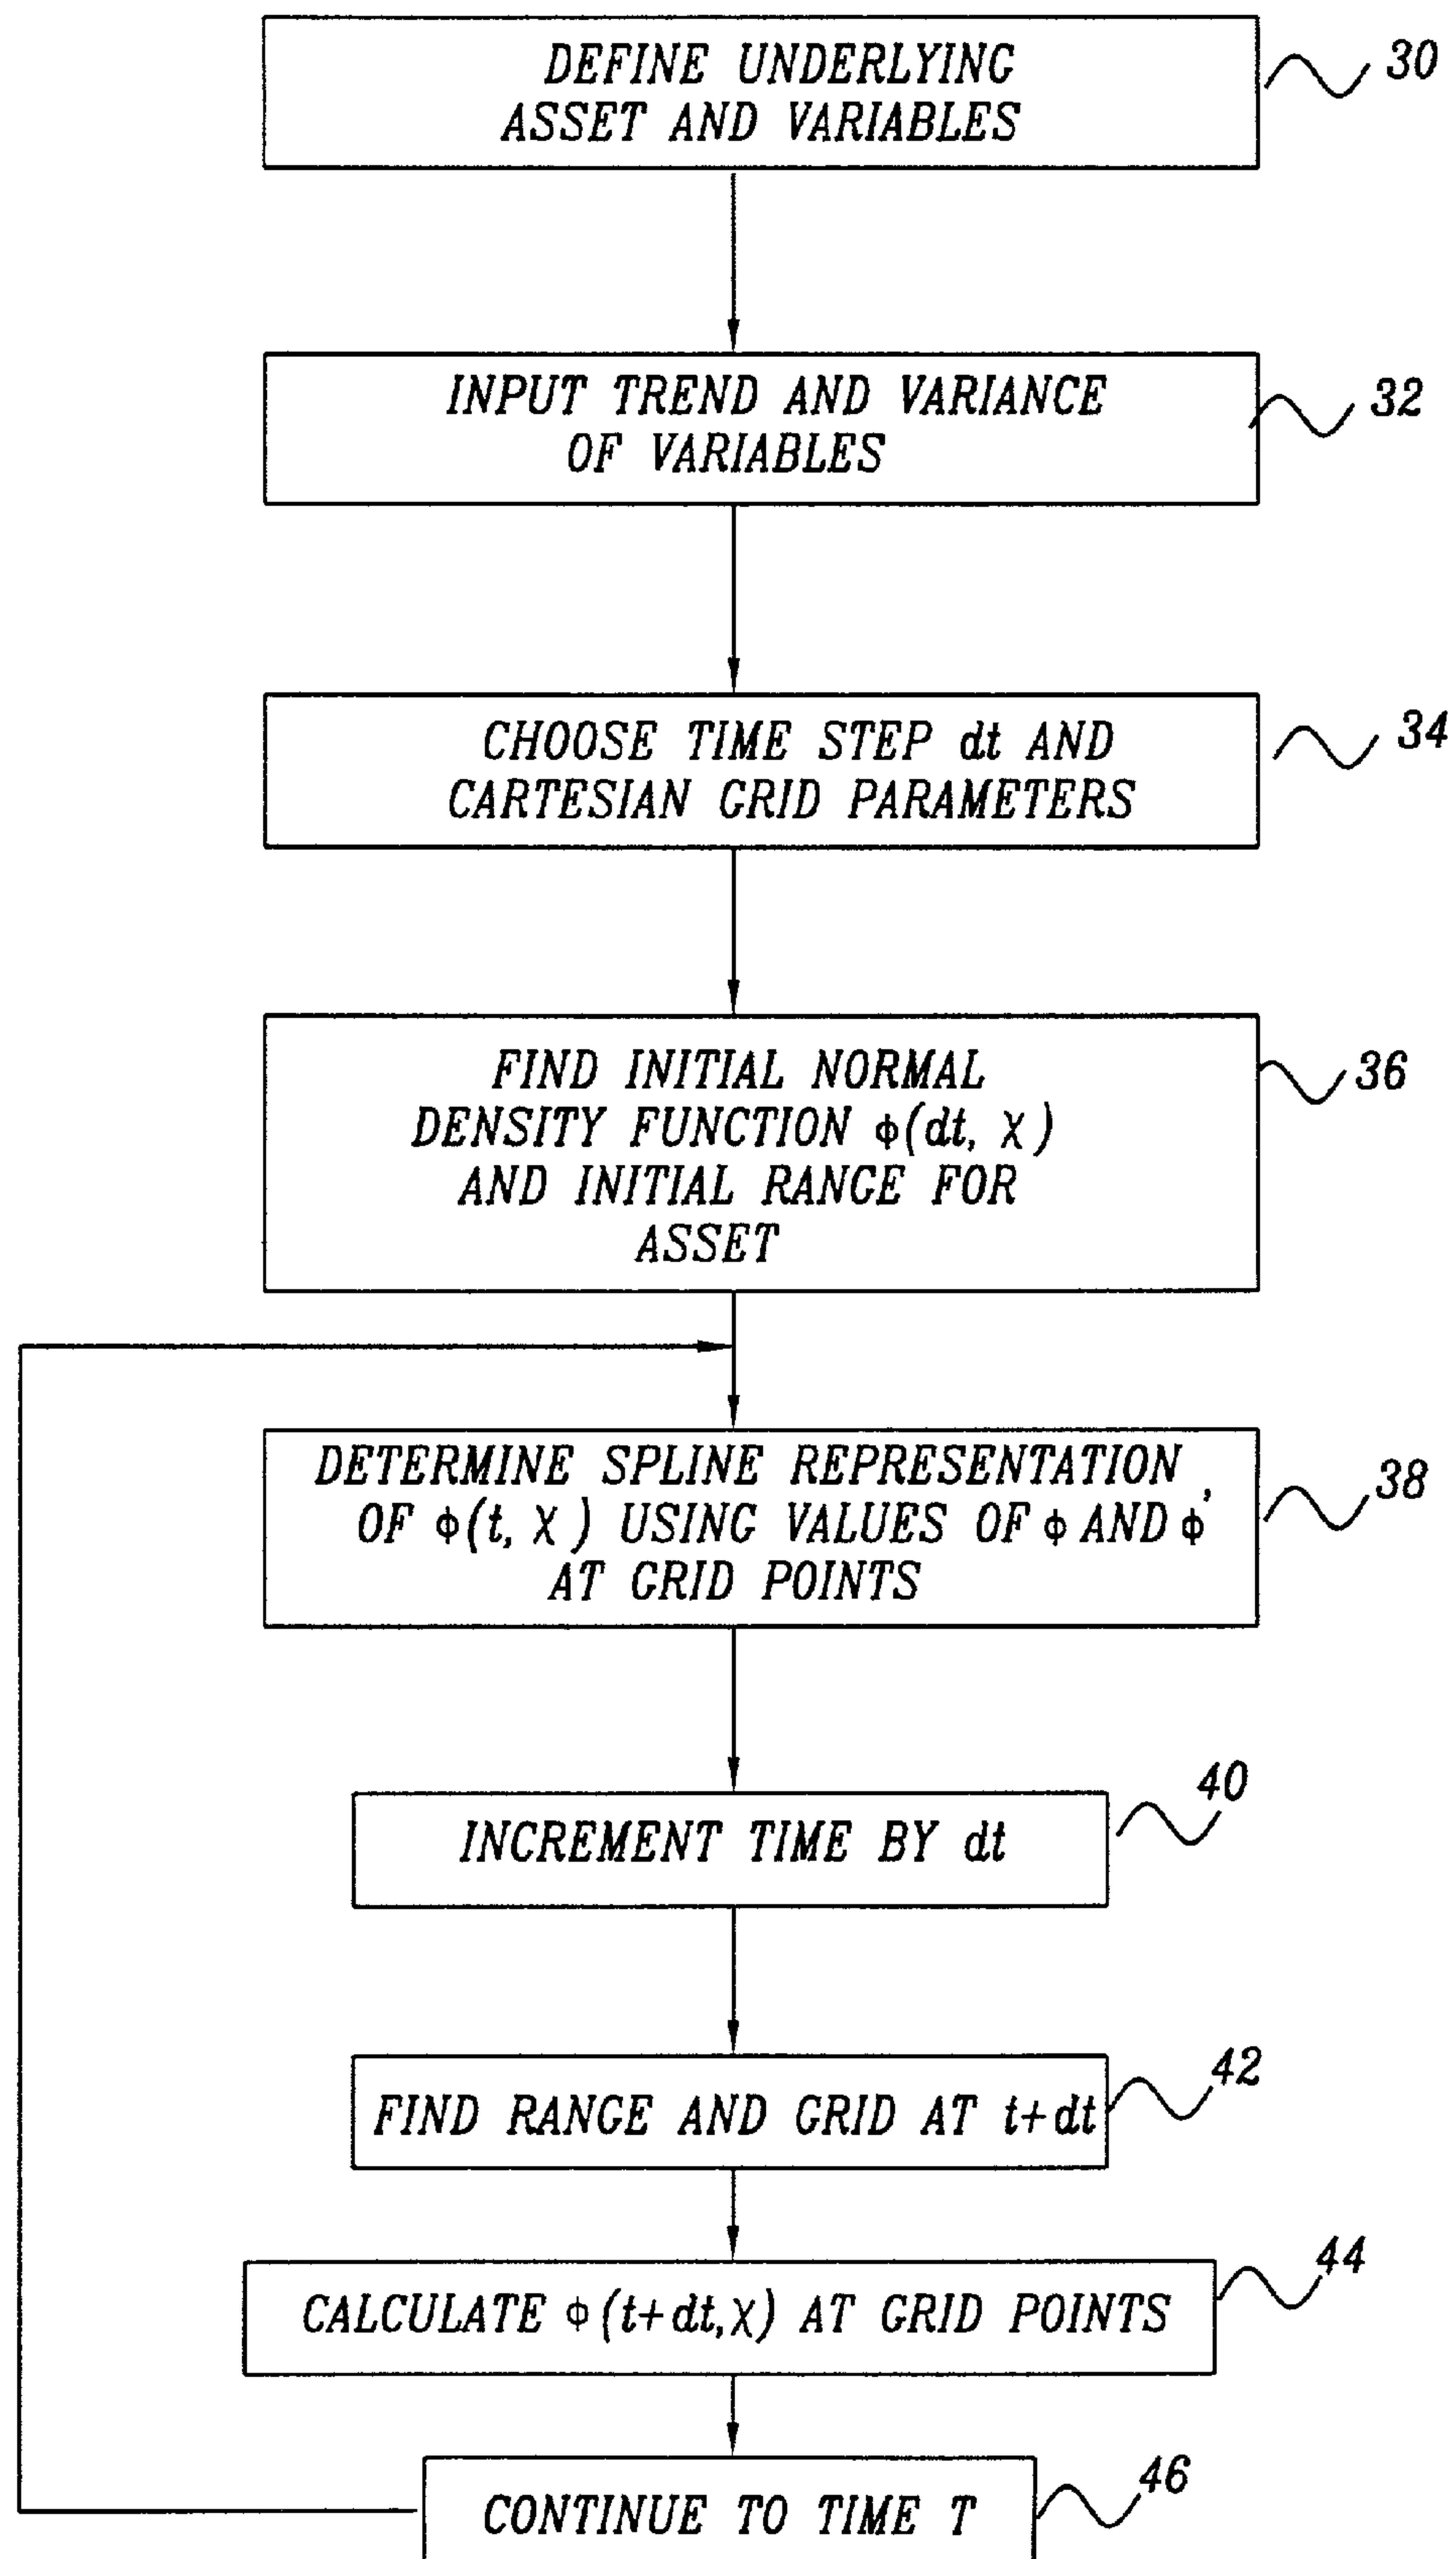 DEFINE UNDERLYING
ASSET AND VARIABLES
30
INPUT TREND AND VARIANCE
OF VARIABLES
32
CHOOSE TIME STEP dt AND
CARTESIAN GRID PARAMETERS
34
FIND INITIAL NORMAL
DENSITY FUNCTION ϕ(dt, χ)
AND INITIAL RANGE FOR
ASSET
36
DETERMINE SPLINE REPRESENTATION
OF ϕ(t, χ) USING VALUES OF ϕ AND ϕ'
AT GRID POINTS
38
INCREMENT TIME BY dt
40
FIND RANGE AND GRID AT t+dt
42
CALCULATE ϕ(t+dt,χ) AT GRID POINTS
44
CONTINUE TO TIME T
46